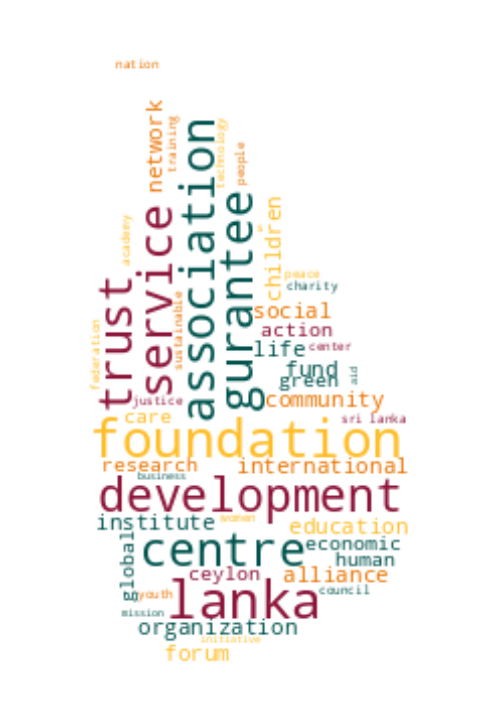 nation
network
training
technology
association
people
service
gurantee
children
academy
peace
charity
trust
sustainable
social
federation
action
life
center
fund
green
aid
justice
community
care
sri lanka
foundation
research
international
business
development
institute
women
education
global
centre
economic
human
ceylon
alliance
youth
council
lanka
mission
organization
initiative
forum